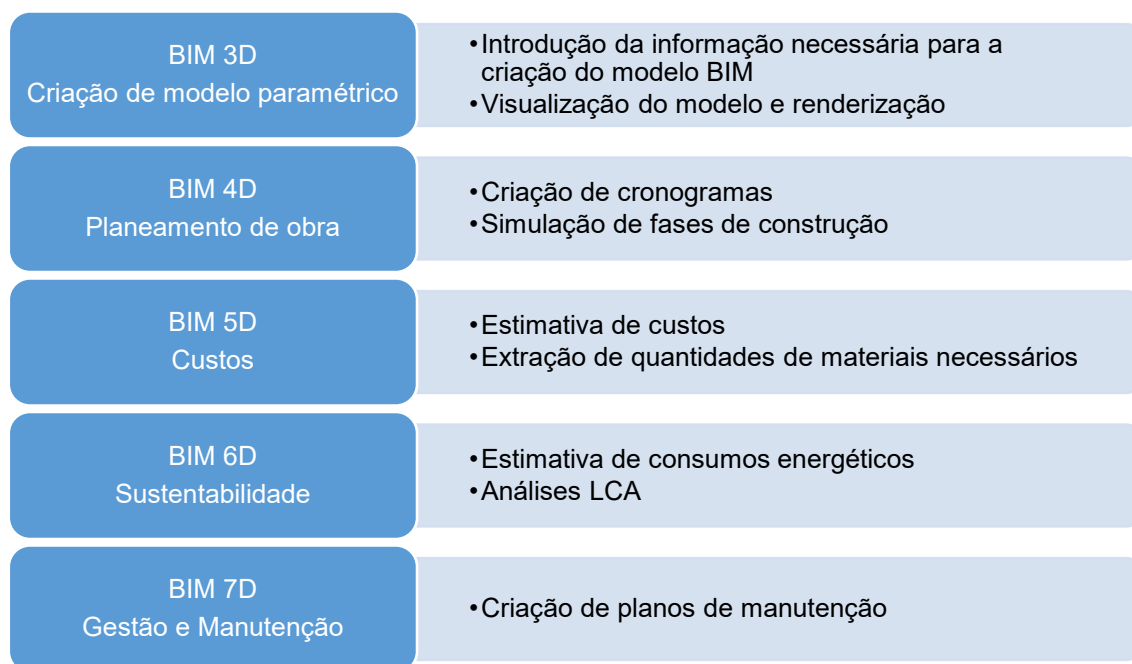 BIM 3D
Criação de modelo paramétrico
•Introdução da informação necessária para a
criação do modelo BIM
•Visualização do modelo e renderização
BIM 4D
Planeamento de obra
•Criação de cronogramas
•Simulação de fases de construção
BIM 5D
Custos
•Estimativa de custos
•Extração de quantidades de materiais necessários
BIM 6D
Sustentabilidade
•Estimativa de consumos energéticos
•Análises LCA
BIM 7D
Gestão e Manutenção
•Criação de planos de manutenção